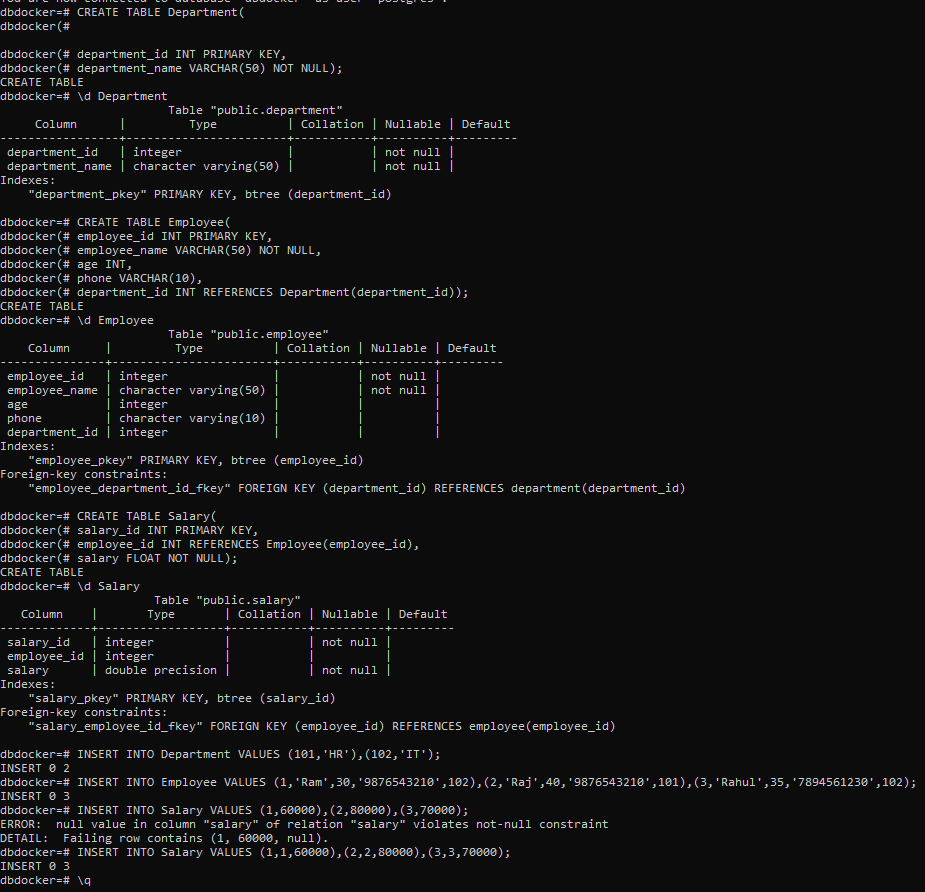 You are now connected to database "dbdocker" as user "postgres".
dbdocker=# CREATE TABLE Department(
dbdocker(#
dbdocker(# department_id INT PRIMARY KEY,
dbdocker(# department_name VARCHAR(50) NOT NULL);
CREATE TABLE
dbdocker=# \d Department
                        Table "public.department"
     Column      |         Type          | Collation | Nullable | Default
-----------------+-----------------------+-----------+----------+---------
 department_id   | integer               |           | not null |
 department_name | character varying(50) |           | not null |
Indexes:
    "department_pkey" PRIMARY KEY, btree (department_id)
dbdocker=# CREATE TABLE Employee(
dbdocker(# employee_id INT PRIMARY KEY,
dbdocker(# employee_name VARCHAR(50) NOT NULL,
dbdocker(# age INT,
dbdocker(# phone VARCHAR(10),
dbdocker(# department_id INT REFERENCES Department(department_id));
CREATE TABLE
dbdocker=# \d Employee
                        Table "public.employee"
    Column     |         Type          | Collation | Nullable | Default
---------------+-----------------------+-----------+----------+---------
 employee_id   | integer               |           | not null |
 employee_name | character varying(50) |           | not null |
 age           | integer               |           |          |
 phone         | character varying(10) |           |          |
 department_id | integer               |           |          |
Indexes:
    "employee_pkey" PRIMARY KEY, btree (employee_id)
Foreign-key constraints:
    "employee_department_id_fkey" FOREIGN KEY (department_id) REFERENCES department(department_id)
dbdocker=# CREATE TABLE Salary(
dbdocker(# salary_id INT PRIMARY KEY,
dbdocker(# employee_id INT REFERENCES Employee(employee_id),
dbdocker(# salary FLOAT NOT NULL);
CREATE TABLE
dbdocker=# \d Salary
                      Table "public.salary"
   Column    |       Type       | Collation | Nullable | Default
-------------+------------------+-----------+----------+---------
 salary_id   | integer          |           | not null |
 employee_id | integer          |           |          |
 salary      | double precision |           | not null |
Indexes:
    "salary_pkey" PRIMARY KEY, btree (salary_id)
Foreign-key constraints:
    "salary_employee_id_fkey" FOREIGN KEY (employee_id) REFERENCES employee(employee_id)
dbdocker=# INSERT INTO Department VALUES (101,'HR'),(102,'IT');
INSERT 0 2
dbdocker=# INSERT INTO Employee VALUES (1,'Ram',30,'9876543210',102),(2,'Raj',40,'9876543210',101),(3,'Rahul',35,'7894561230',102);
INSERT 0 3
dbdocker=# INSERT INTO Salary VALUES (1,60000),(2,80000),(3,70000);
ERROR:  null value in column "salary" of relation "salary" violates not-null constraint
DETAIL:  Failing row contains (1, 60000, null).
dbdocker=# INSERT INTO Salary VALUES (1,1,60000),(2,2,80000),(3,3,70000);
INSERT 0 3
dbdocker=# \q